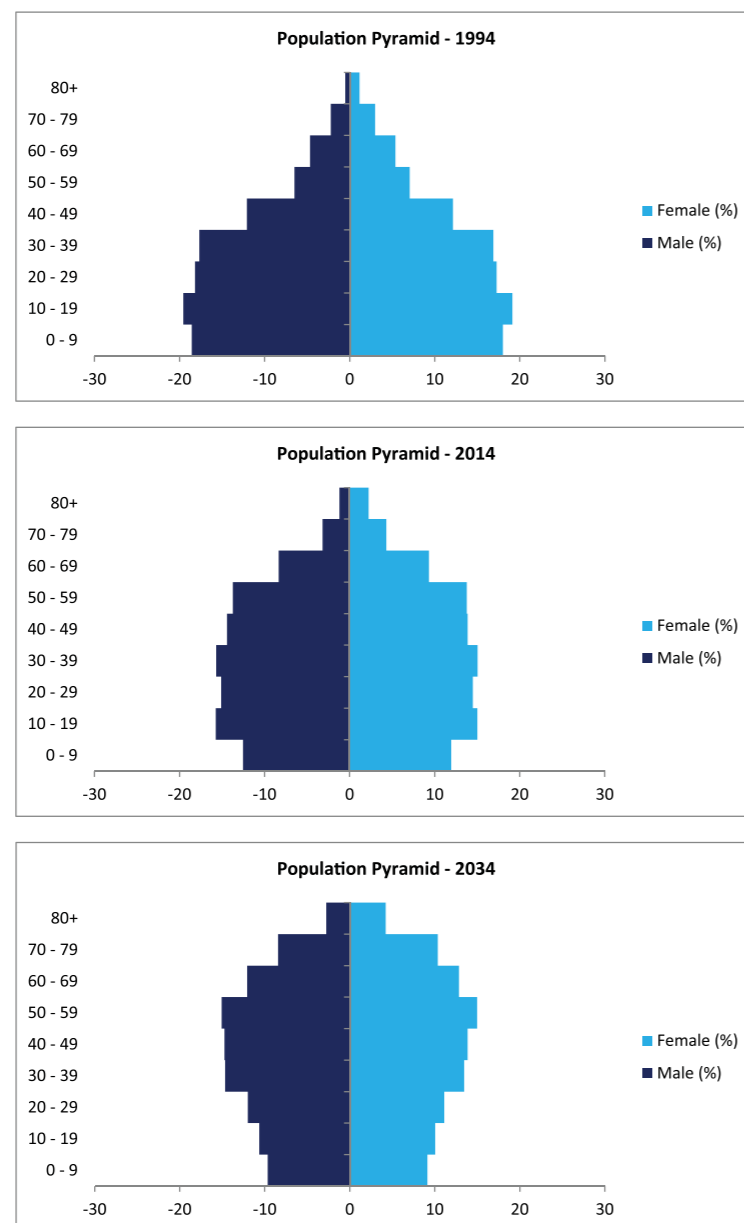 Population Pyramid - 1994
80+
70 - 79
60 - 69
50 - 59
40 - 49
30 - 39
20 - 29
10 - 19
0 - 9
Female (%)
Male (%)
-30 -20 -10 0 10 20 30
Population Pyramid - 2014
80+
70 - 79
60 - 69
50 - 59
40 - 49
30 - 39
20 - 29
10 - 19
0 - 9
Female (%)
Male (%)
-30 -20 -10 0 10 20 30
Population Pyramid - 2034
80+
70 - 79
60 - 69
50 - 59
40 - 49
30 - 39
20 - 29
10 - 19
0 - 9
Female (%)
Male (%)
-30 -20 -10 0 10 20 30